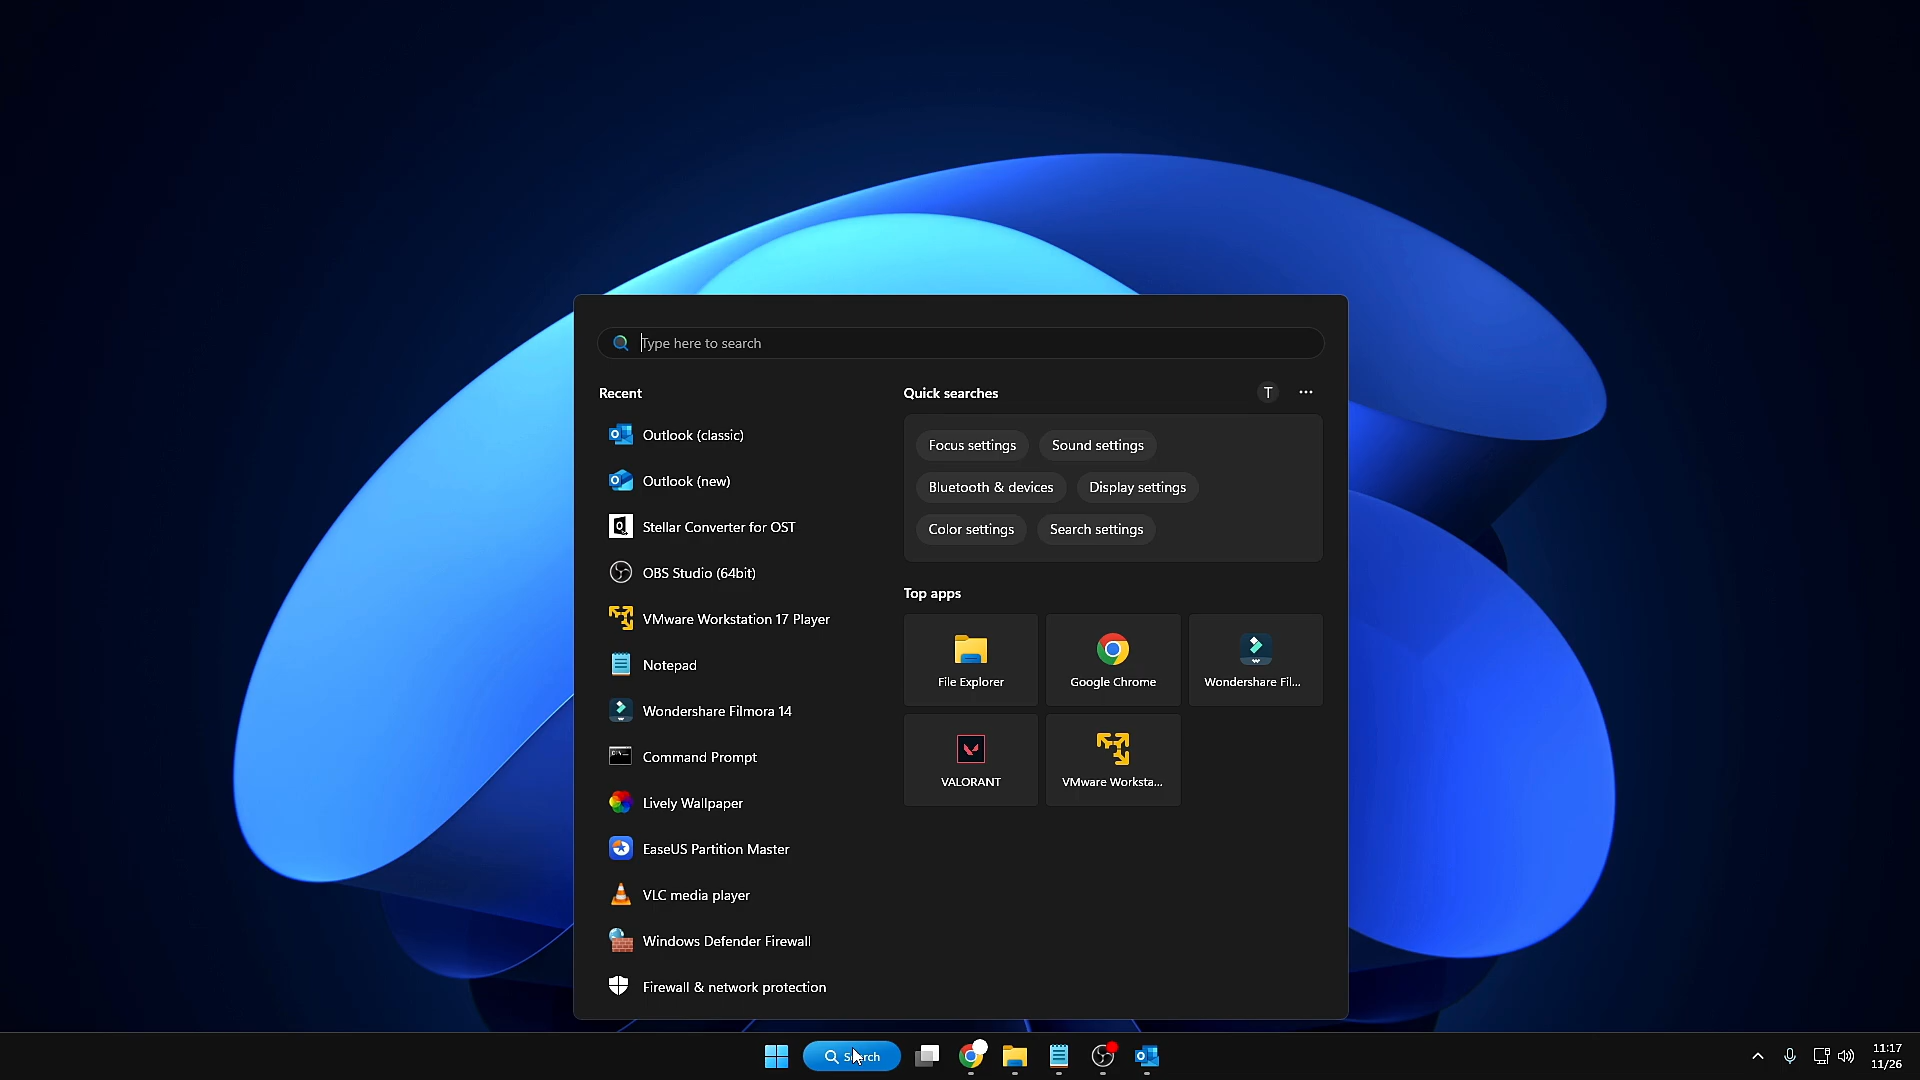 Type here to search
Recent
Quick searches
T
Outlook (classic)
Outlook (new)
Stellar Converter for OST
OBS Studio (64bit)
VMware Workstation 17 Player
Notepad
Wondershare Filmora 14
Command Prompt
Lively Wallpaper
EaseUS Partition Master
VLC media player
Windows Defender Firewall
Firewall & network protection
Focus settings
Sound settings
Bluetooth & devices
Display settings
Color settings
Search settings
Top apps
File Explorer
Google Chrome
Wondershare Fil...
VALORANT
VMware Worksta...
Search
11:17
11/26